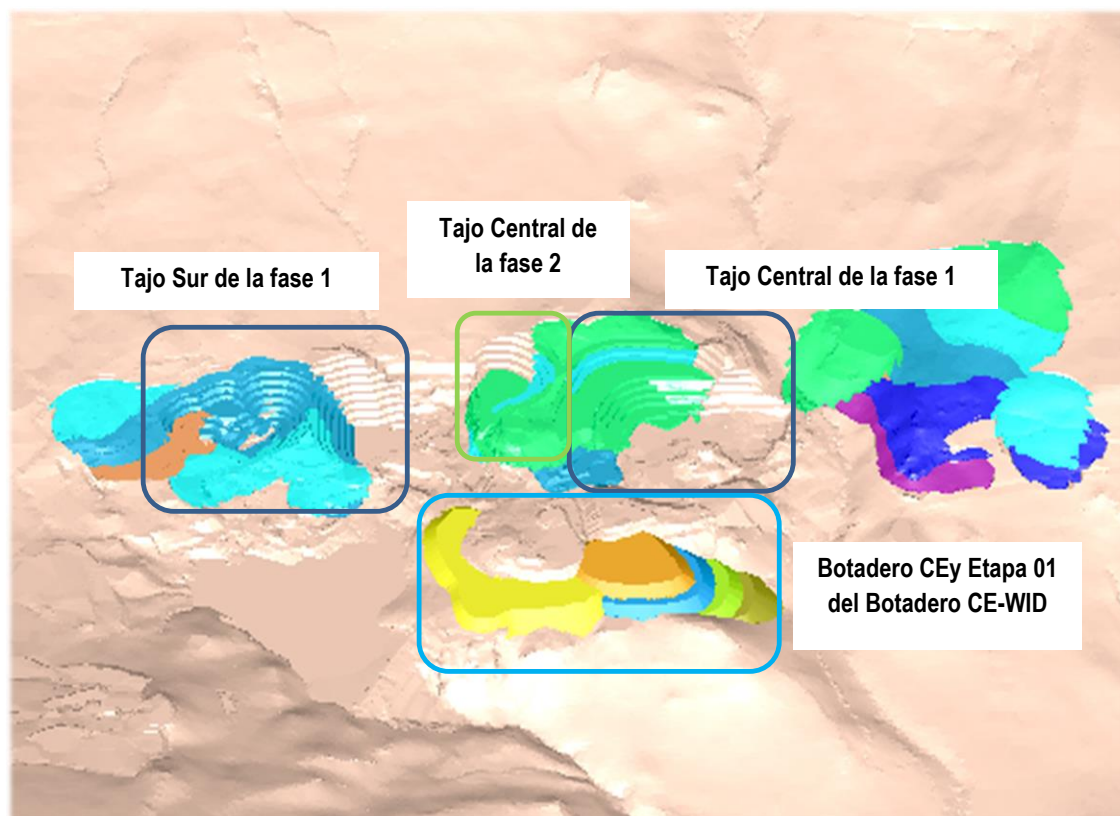 Tajo Central de
la fase 2
Tajo Sur de la fase 1
Tajo Central de la fase 1
Botadero CEy Etapa 01
del Botadero CE-WID